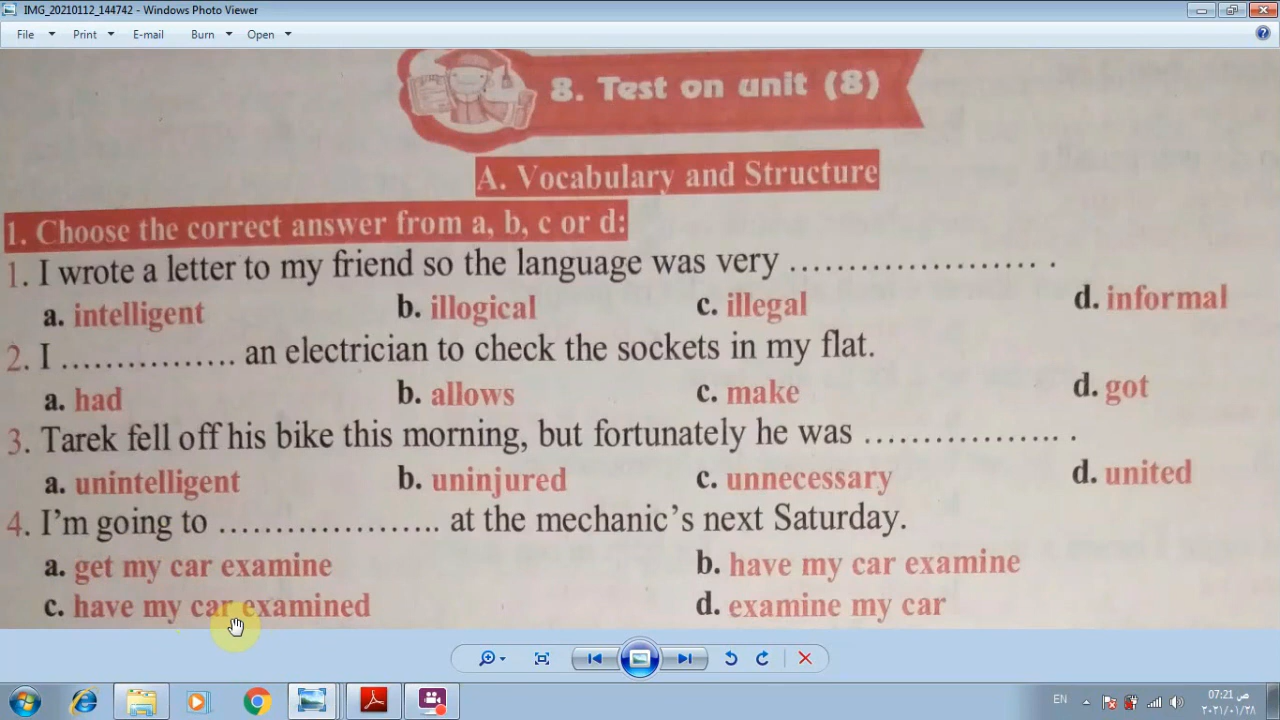 IMG_20210112_144742 - Windows Photo Viewer
File Print E-mail Burn Open
8. Test on unit (8)
A. Vocabulary and Structure
1. Choose the correct answer from a, b, c or d:
1. I wrote a letter to my friend so the language was very ..................... .
a. intelligent b. illogical c. illegal d. informal
2. I ................ an electrician to check the sockets in my flat.
a. had b. allows c. make d. got
3. Tarek fell off his bike this morning, but fortunately he was ................... .
a. unintelligent b. uninjured c. unnecessary d. united
4. I'm going to ..................... at the mechanic's next Saturday.
a. get my car examine b. have my car examine
c. have my car examined d. examine my car
EN
07:21 ص
٢٠٢١/٠١/٢٨